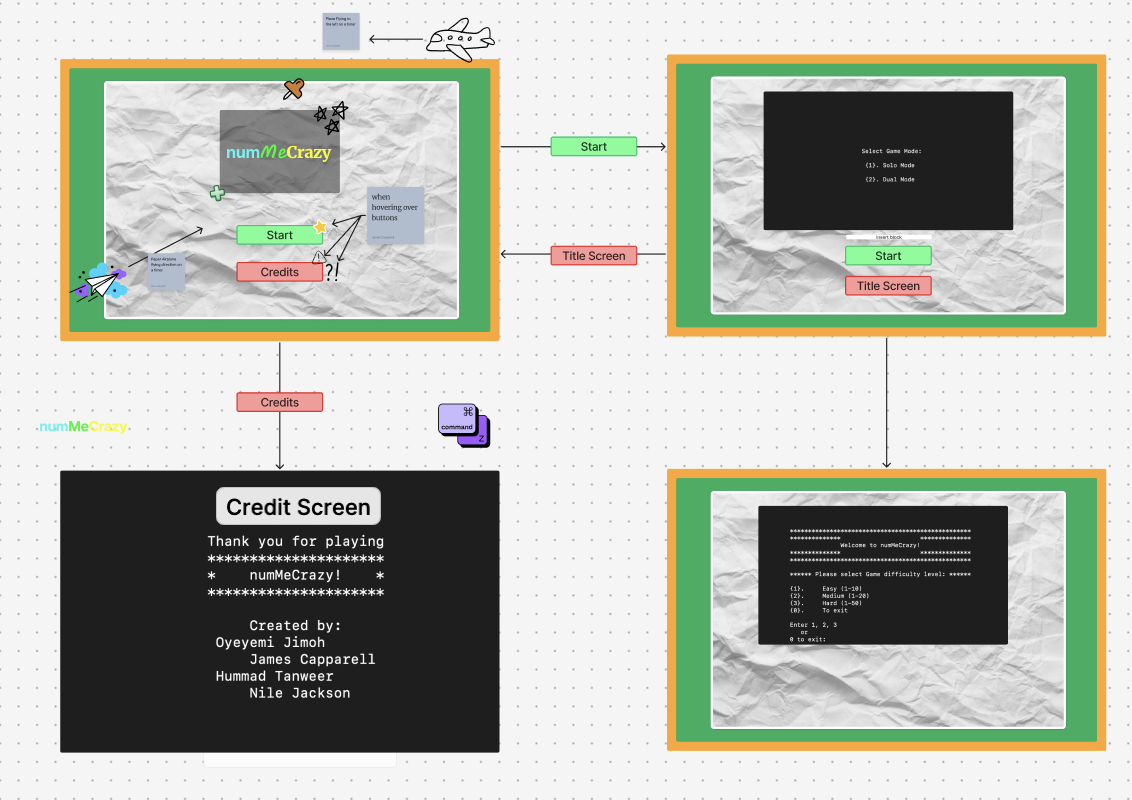 Plane Flying to
the left on a timer
numMeCrazy
when
hovering over
buttons
Start
Credits
Paper Airplane
flying direction on
a timer
Start
Title Screen
Select Game Mode:
{1}. Solo Mode
{2}. Dual Mode
insert block
Start
Title Screen
Credits
numMeCrazy
⌘
command
Z
Credit Screen
Thank you for playing
*********************
* numMeCrazy! *
*********************
Created by:
Oyeyemi Jimoh
James Capparell
Hummad Tanweer
Nile Jackson
**************************************************
************** ***************
Welcome to numMeCrazy!
************** ***************
**************************************************
****** Please select Game difficulty level: ******
{1}. Easy (1-10)
{2}. Medium (1-20)
{3}. Hard (1-50)
{0}. To exit
Enter 1, 2, 3
or
0 to exit: